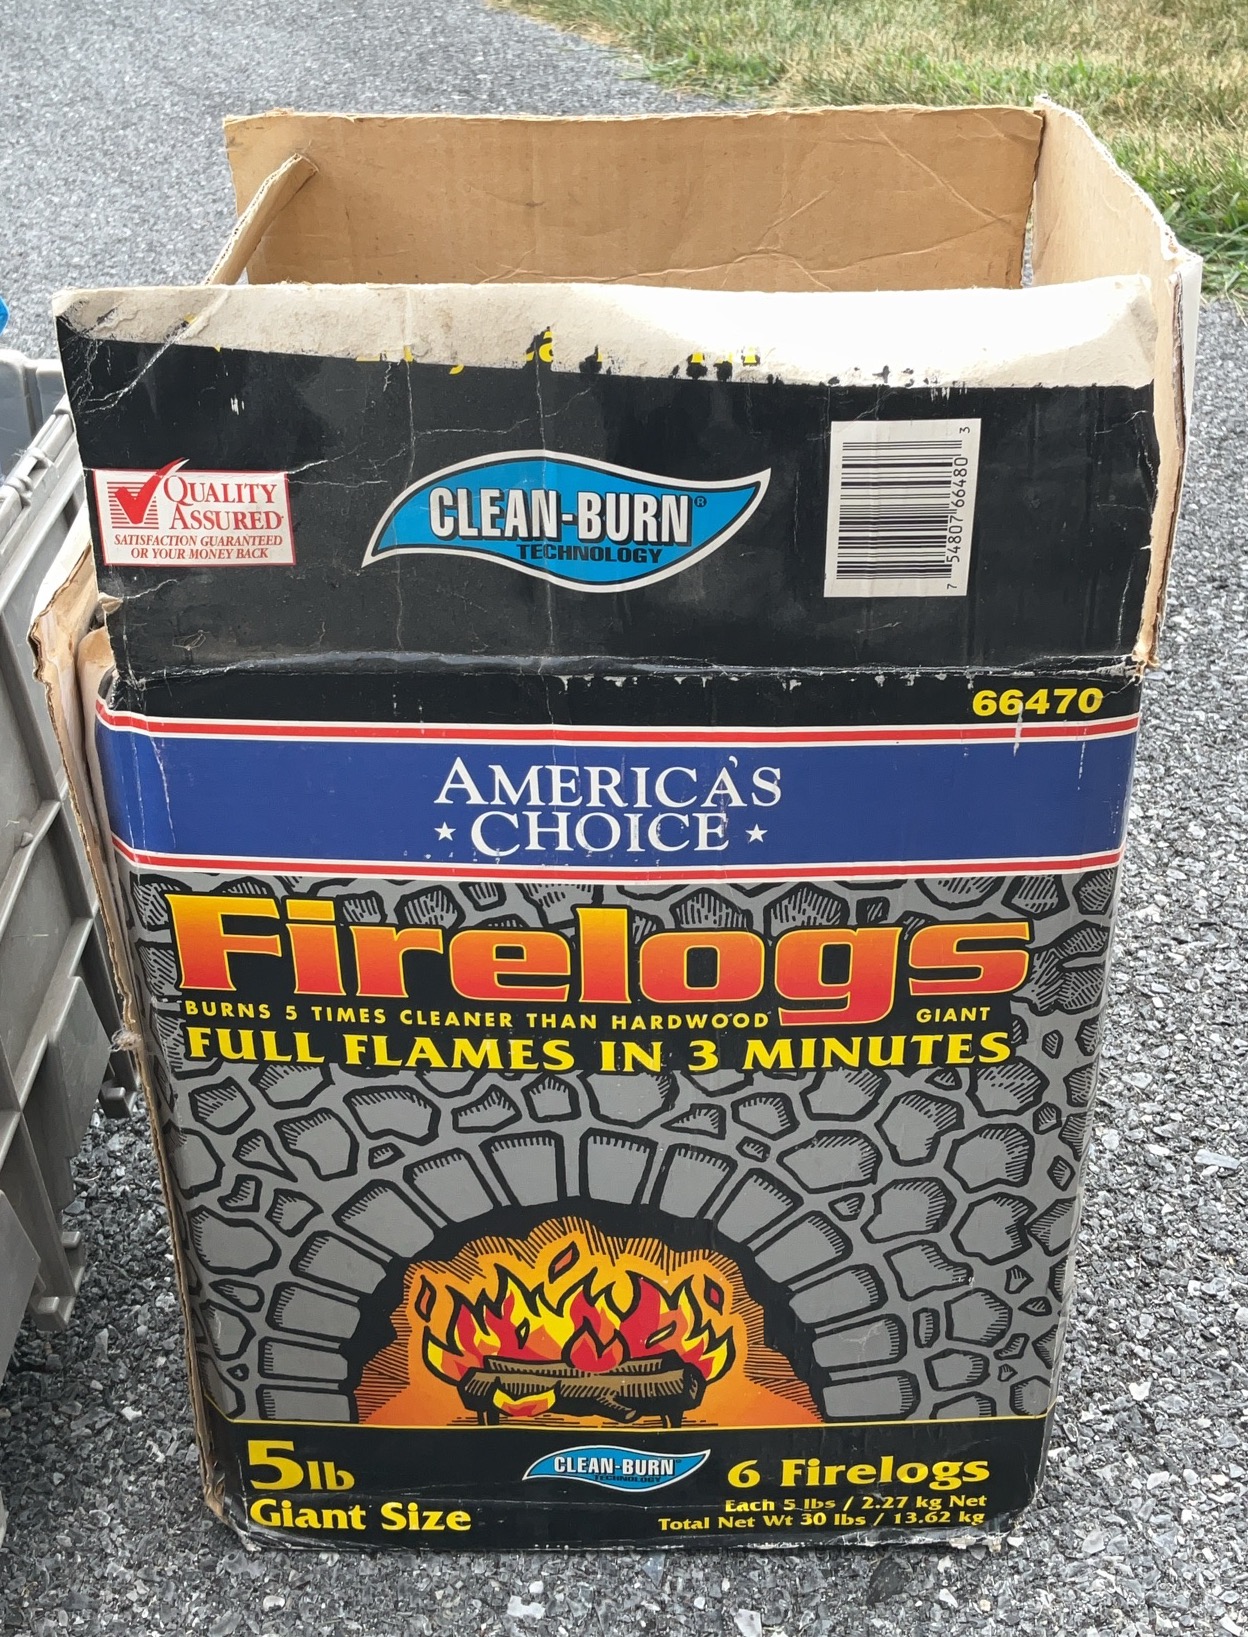 QUALITY
ASSURED
SATISFACTION GUARANTEED
OR YOUR MONEY BACK
CLEAN-BURN®
TECHNOLOGY
7 54807 66480 3
66470
AMERICA'S
★ CHOICE ★
Firelogs
BURNS 5 TIMES CLEANER THAN HARDWOOD
GIANT
FULL FLAMES IN 3 MINUTES
5lb
Giant Size
CLEAN-BURN
TECHNOLOGY
6 Firelogs
Each 5 lbs / 2.27 kg Net
Total Net Wt 30 lbs / 13.62 kg